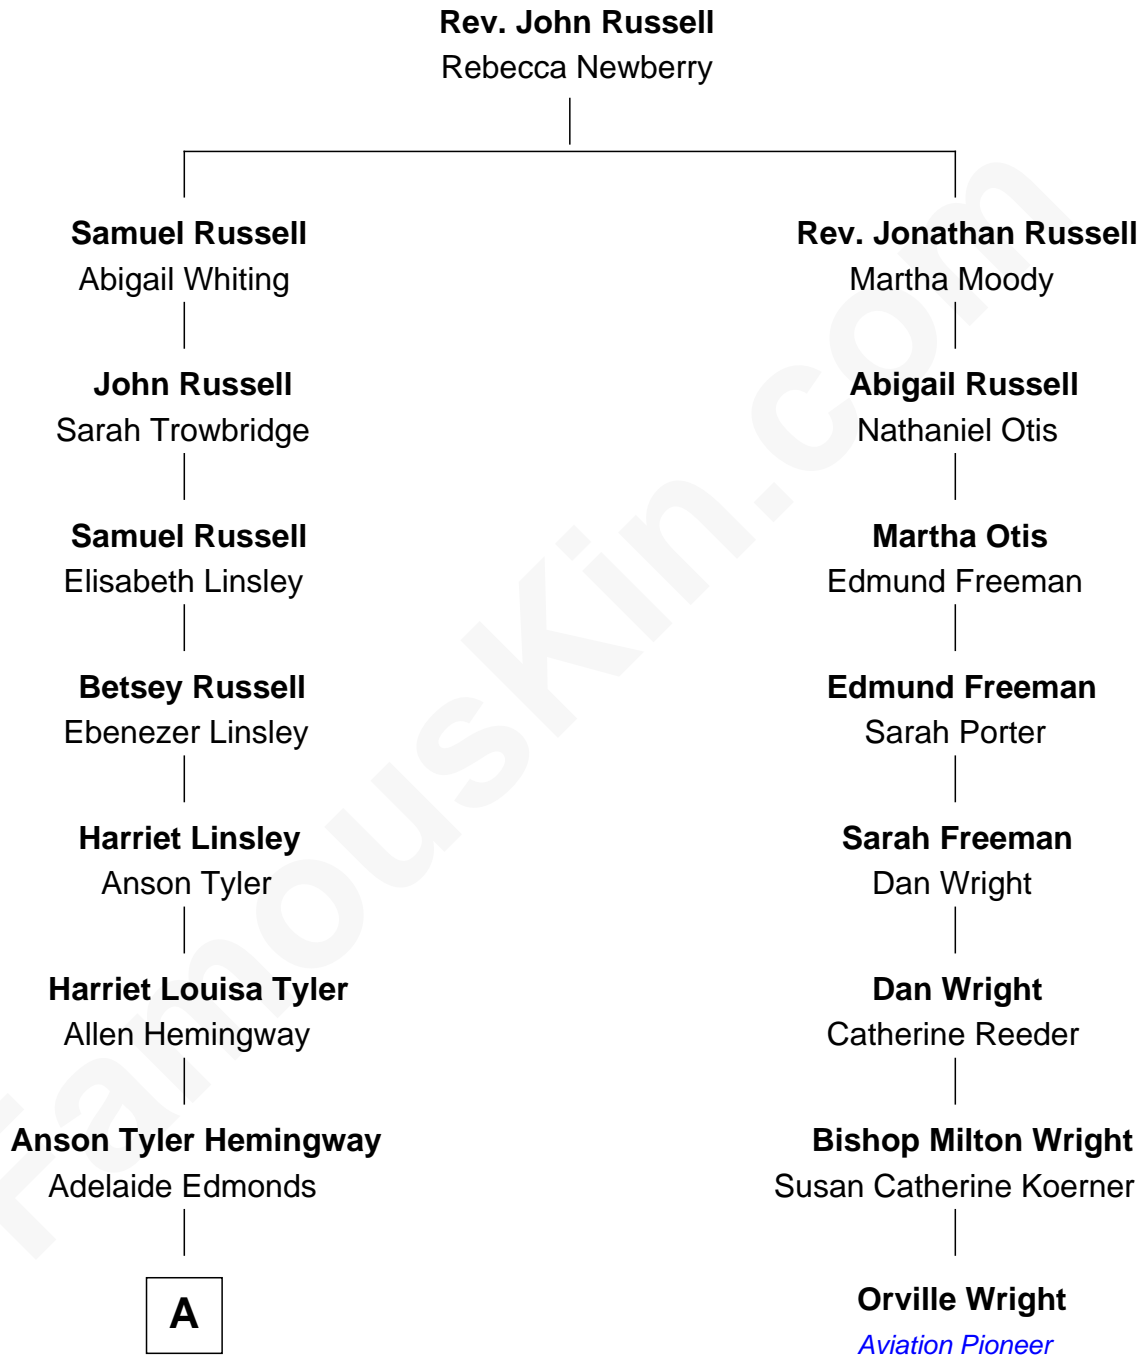 Rev. John Russell
Rebecca Newberry
Samuel Russell
Abigail Whiting
Rev. Jonathan Russell
Martha Moody
John Russell
Sarah Trowbridge
Abigail Russell
Nathaniel Otis
Samuel Russell
Elisabeth Linsley
Martha Otis
Edmund Freeman
Betsey Russell
Ebenezer Linsley
Edmund Freeman
Sarah Porter
Harriet Linsley
Anson Tyler
Sarah Freeman
Dan Wright
Harriet Louisa Tyler
Allen Hemingway
Dan Wright
Catherine Reeder
Anson Tyler Hemingway
Adelaide Edmonds
Bishop Milton Wright
Susan Catherine Koerner
A
Orville Wright
Aviation Pioneer
FamousKin.com